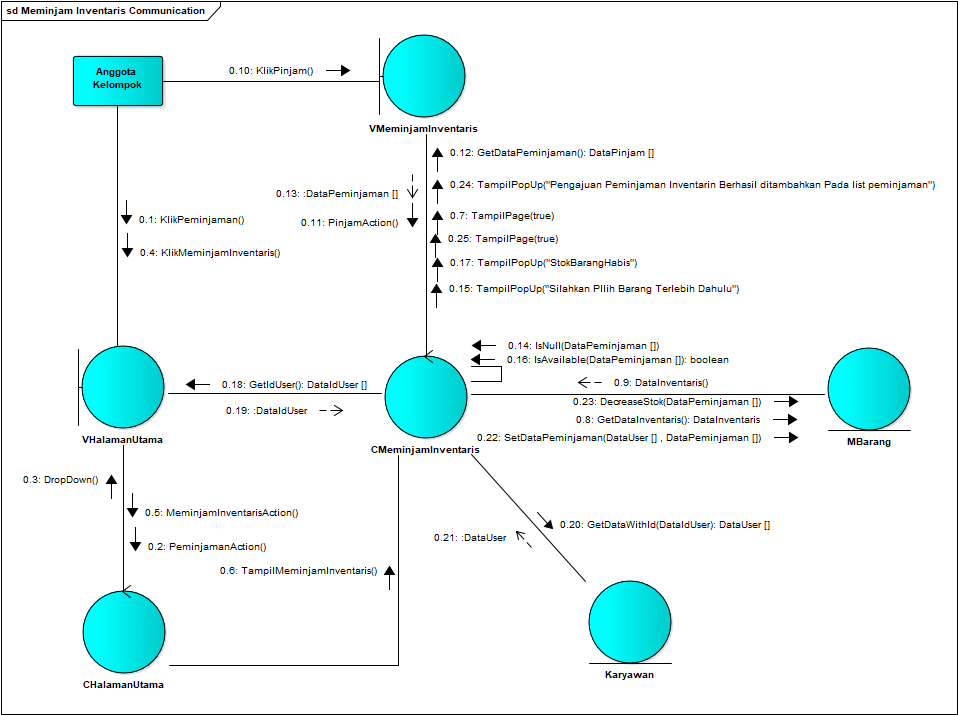 sd Meminjam Inventaris Communication
Anggota
Kelompok
0.10: KlikPinjam()
VMeminjamInventaris
0.12: GetDataPeminjaman(): DataPinjam []
0.24: TampilPopUp("Pengajuan Peminjaman Inventarin Berhasil ditambahkan Pada list peminjaman")
0.13: :DataPeminjaman []
0.7: TampilPage(true)
0.11: PinjamAction()
0.25: TampilPage(true)
0.17: TampilPopUp("StokBarangHabis")
0.15: TampilPopUp("Silahkan PIlih Barang Terlebih Dahulu")
0.1: KlikPeminjaman()
0.4: KlikMeminjamInventaris()
0.14: IsNull(DataPeminjaman [])
0.16: IsAvailable(DataPeminjaman []): boolean
0.18: GetIdUser(): DataIdUser []
0.9: DataInventaris()
0.19: :DataIdUser
0.23: DecreaseStok(DataPeminjaman [])
0.8: GetDataInventaris(): DataInventaris
0.22: SetDataPeminjaman(DataUser [] , DataPeminjaman [])
VHalamanUtama
CMeminjamInventaris
MBarang
0.3: DropDown()
0.5: MeminjamInventarisAction()
0.20: GetDataWithId(DataIdUser): DataUser []
0.21: :DataUser
0.2: PeminjamanAction()
0.6: TampilMeminjamInventaris()
CHalamanUtama
Karyawan